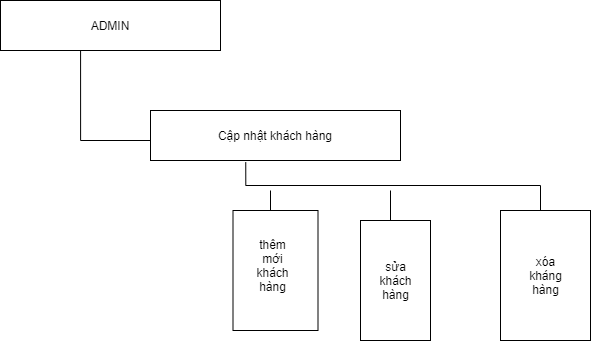 ADMIN
Cập nhật khách hàng
thêm
mới
khách
hàng
sửa
khách
hàng
xóa
kháng
hàng